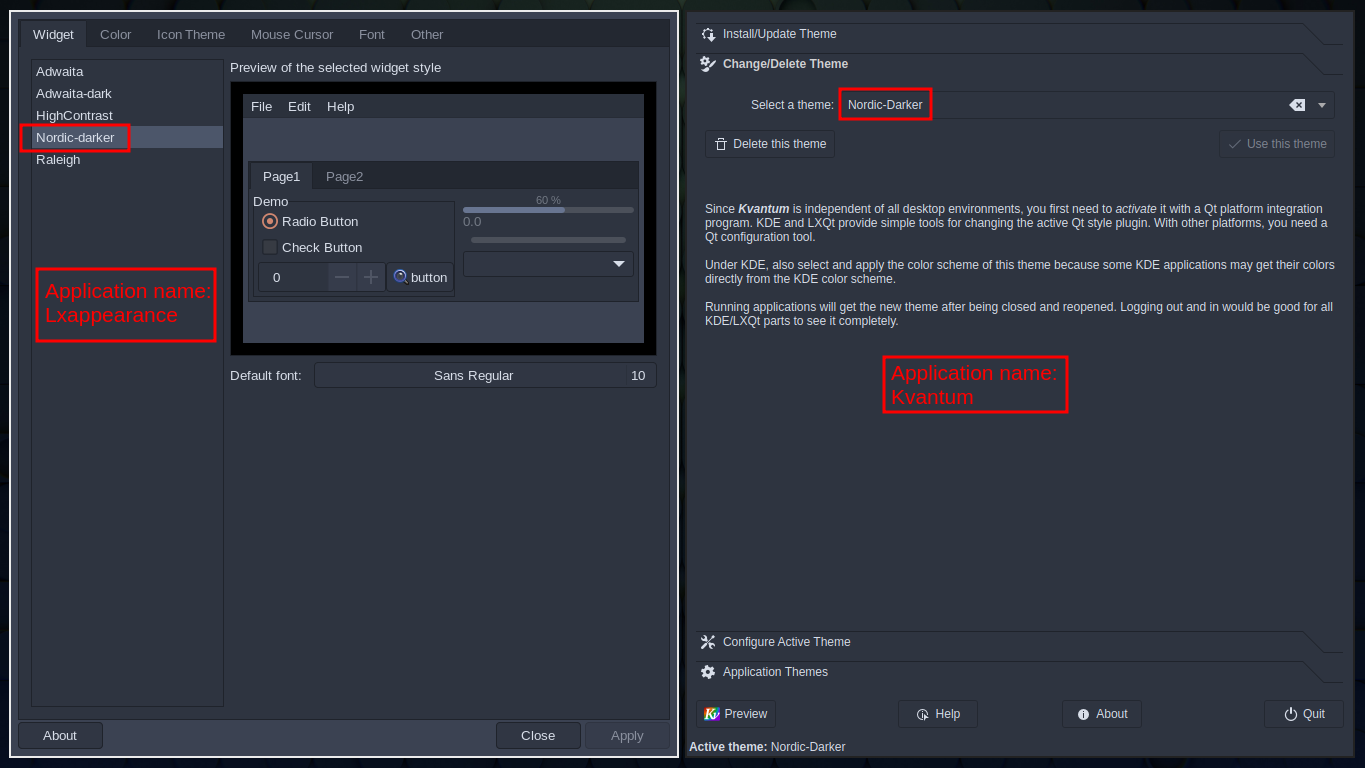 Widget
Color
Icon Theme
Mouse Cursor
Font
Other
Adwaita
Adwaita-dark
HighContrast
Nordic-darker
Raleigh
Application name:
Lxappearance
Preview of the selected widget style
File
Edit
Help
Page1
Page2
Demo
Radio Button
Check Button
0
button
60 %
0.0
Default font:
Sans Regular
10
About
Close
Apply
Install/Update Theme
Change/Delete Theme
Select a theme:
Nordic-Darker
Delete this theme
Use this theme
Since Kvantum is independent of all desktop environments, you first need to activate it with a Qt platform integration
program. KDE and LXQt provide simple tools for changing the active Qt style plugin. With other platforms, you need a
Qt configuration tool.
Under KDE, also select and apply the color scheme of this theme because some KDE applications may get their colors
directly from the KDE color scheme.
Running applications will get the new theme after being closed and reopened. Logging out and in would be good for all
KDE/LXQt parts to see it completely.
Application name:
Kvantum
Configure Active Theme
Application Themes
Preview
Help
About
Quit
Active theme: Nordic-Darker